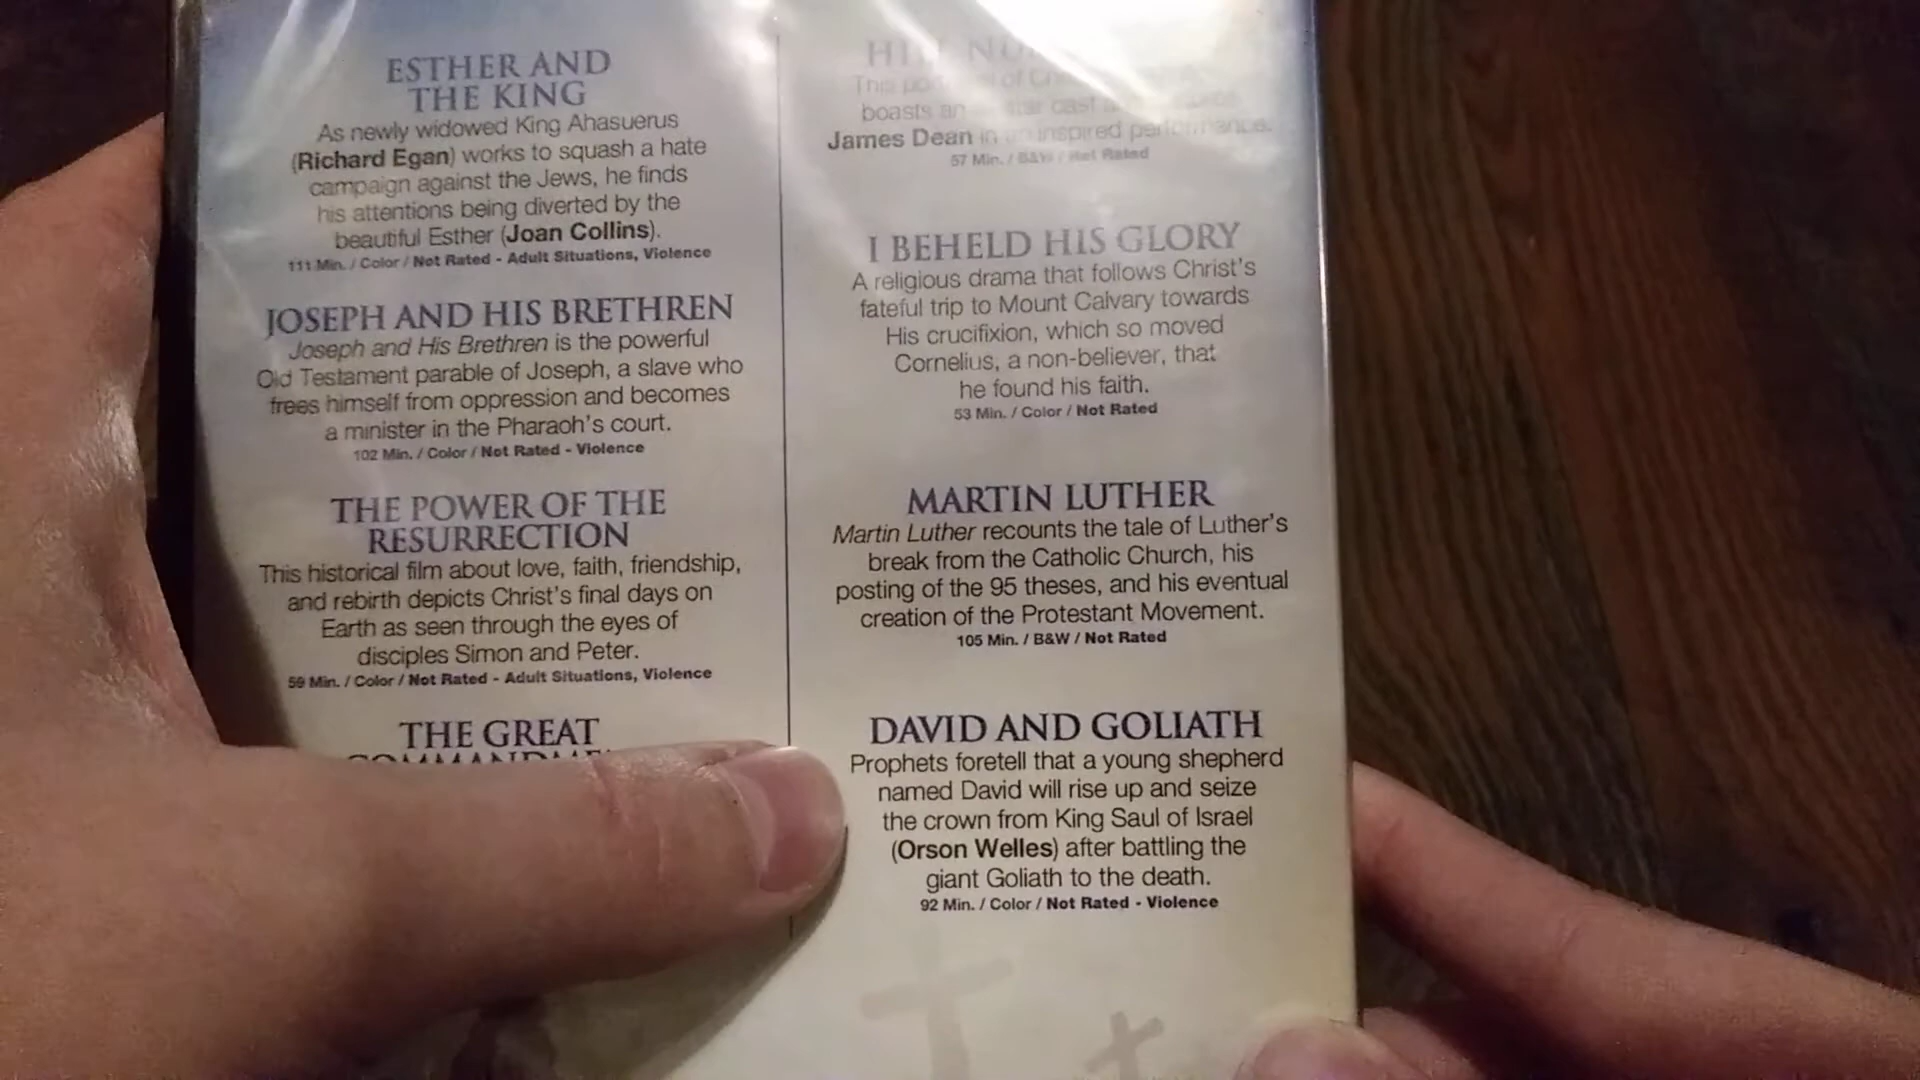 ESTHER AND
THE KING
As newly widowed King Ahasuerus
(Richard Egan) works to squash a hate
campaign against the Jews, he finds
his attentions being diverted by the
beautiful Esther (Joan Collins).
111 Min. / Color / Not Rated - Adult Situations, Violence
JOSEPH AND HIS BRETHREN
Joseph and His Brethren is the powerful
Old Testament parable of Joseph, a slave who
frees himself from oppression and becomes
a minister in the Pharaoh's court.
102 Min. / Color / Not Rated - Violence
THE POWER OF THE
RESURRECTION
This historical film about love, faith, friendship,
and rebirth depicts Christ's final days on
Earth as seen through the eyes of
disciples Simon and Peter.
59 Min. / Color / Not Rated - Adult Situations, Violence
THE GREAT
This of
boasts an cast
James Dean in an inspired performance.
57 Min. / B&W / Not Rated
I BEHELD HIS GLORY
A religious drama that follows Christ's
fateful trip to Mount Calvary towards
His crucifixion, which so moved
Cornelius, a non-believer, that
he found his faith.
53 Min. / Color / Not Rated
MARTIN LUTHER
Martin Luther recounts the tale of Luther's
break from the Catholic Church, his
posting of the 95 theses, and his eventual
creation of the Protestant Movement.
105 Min. / B&W / Not Rated
DAVID AND GOLIATH
Prophets foretell that a young shepherd
named David will rise up and seize
the crown from King Saul of Israel
(Orson Welles) after battling the
giant Goliath to the death.
92 Min. / Color / Not Rated - Violence